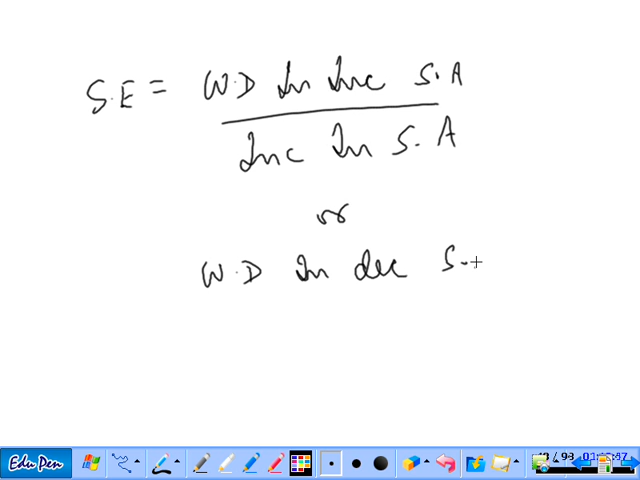 S.E = W.D In Inc S.A
Inc In S.A
or
W.D In dec S.
Edu Pen